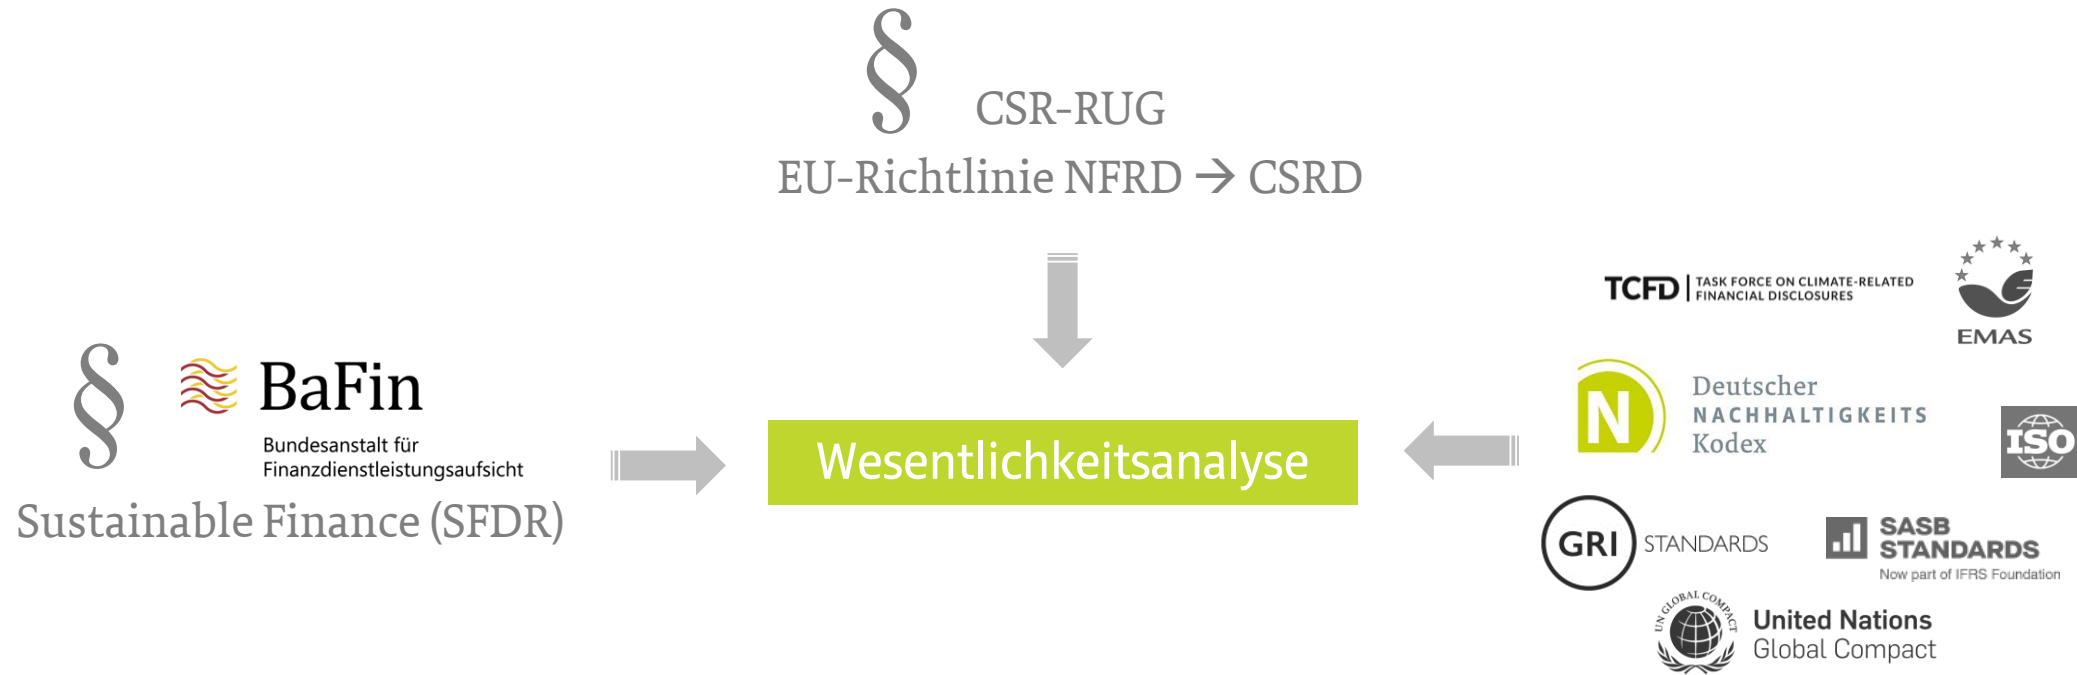 §
CSR-RUG
EU-Richtlinie NFRD → CSRD
§
BaFin
Bundesanstalt für
Finanzdienstleistungsaufsicht
Sustainable Finance (SFDR)
Wesentlichkeitsanalyse
TCFD
TASK FORCE ON CLIMATE-RELATED
FINANCIAL DISCLOSURES
EMAS
N
Deutscher
NACHHALTIGKEITS
Kodex
ISO
GRI STANDARDS
SASB
STANDARDS
Now part of IFRS Foundation
UN GLOBAL COMPACT
United Nations
Global Compact